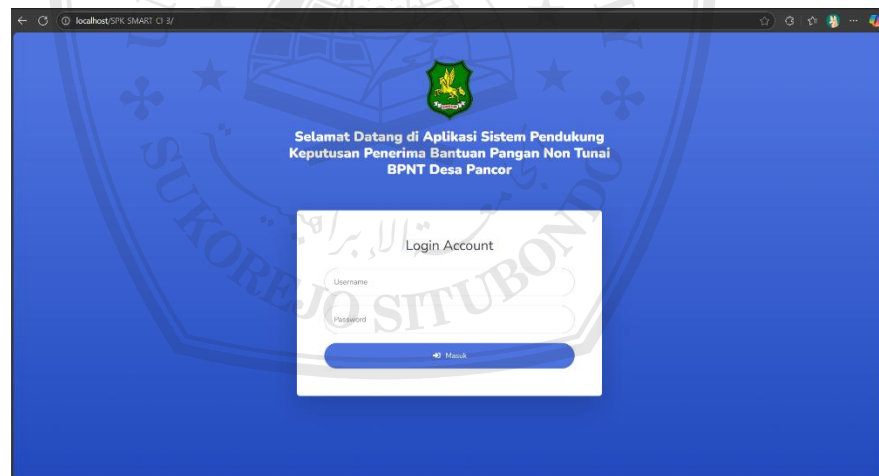 localhost/SPK SMART CI 3/
Selamat Datang di Aplikasi Sistem Pendukung
Keputusan Penerima Bantuan Pangan Non Tunai
BPNT Desa Pancor
Login Account
Username
Password
Masuk
SUKOREJO SITUBONDO